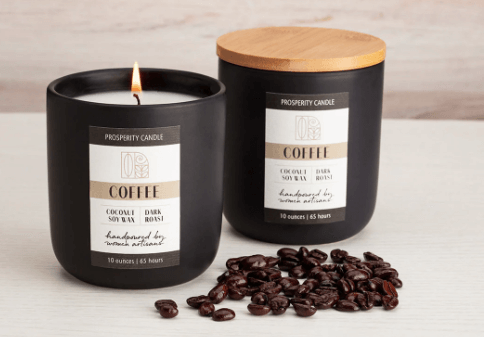 PROSPERITY CANDLE
COFFEE
COCONUT SOY WAX | DARK ROAST
handpoured by
women artisans
10 ounces | 65 hours
PROSPERITY CANDLE
COFFEE
COCONUT SOY WAX | DARK ROAST
handpoured by
women artisans
10 ounces | 65 hours